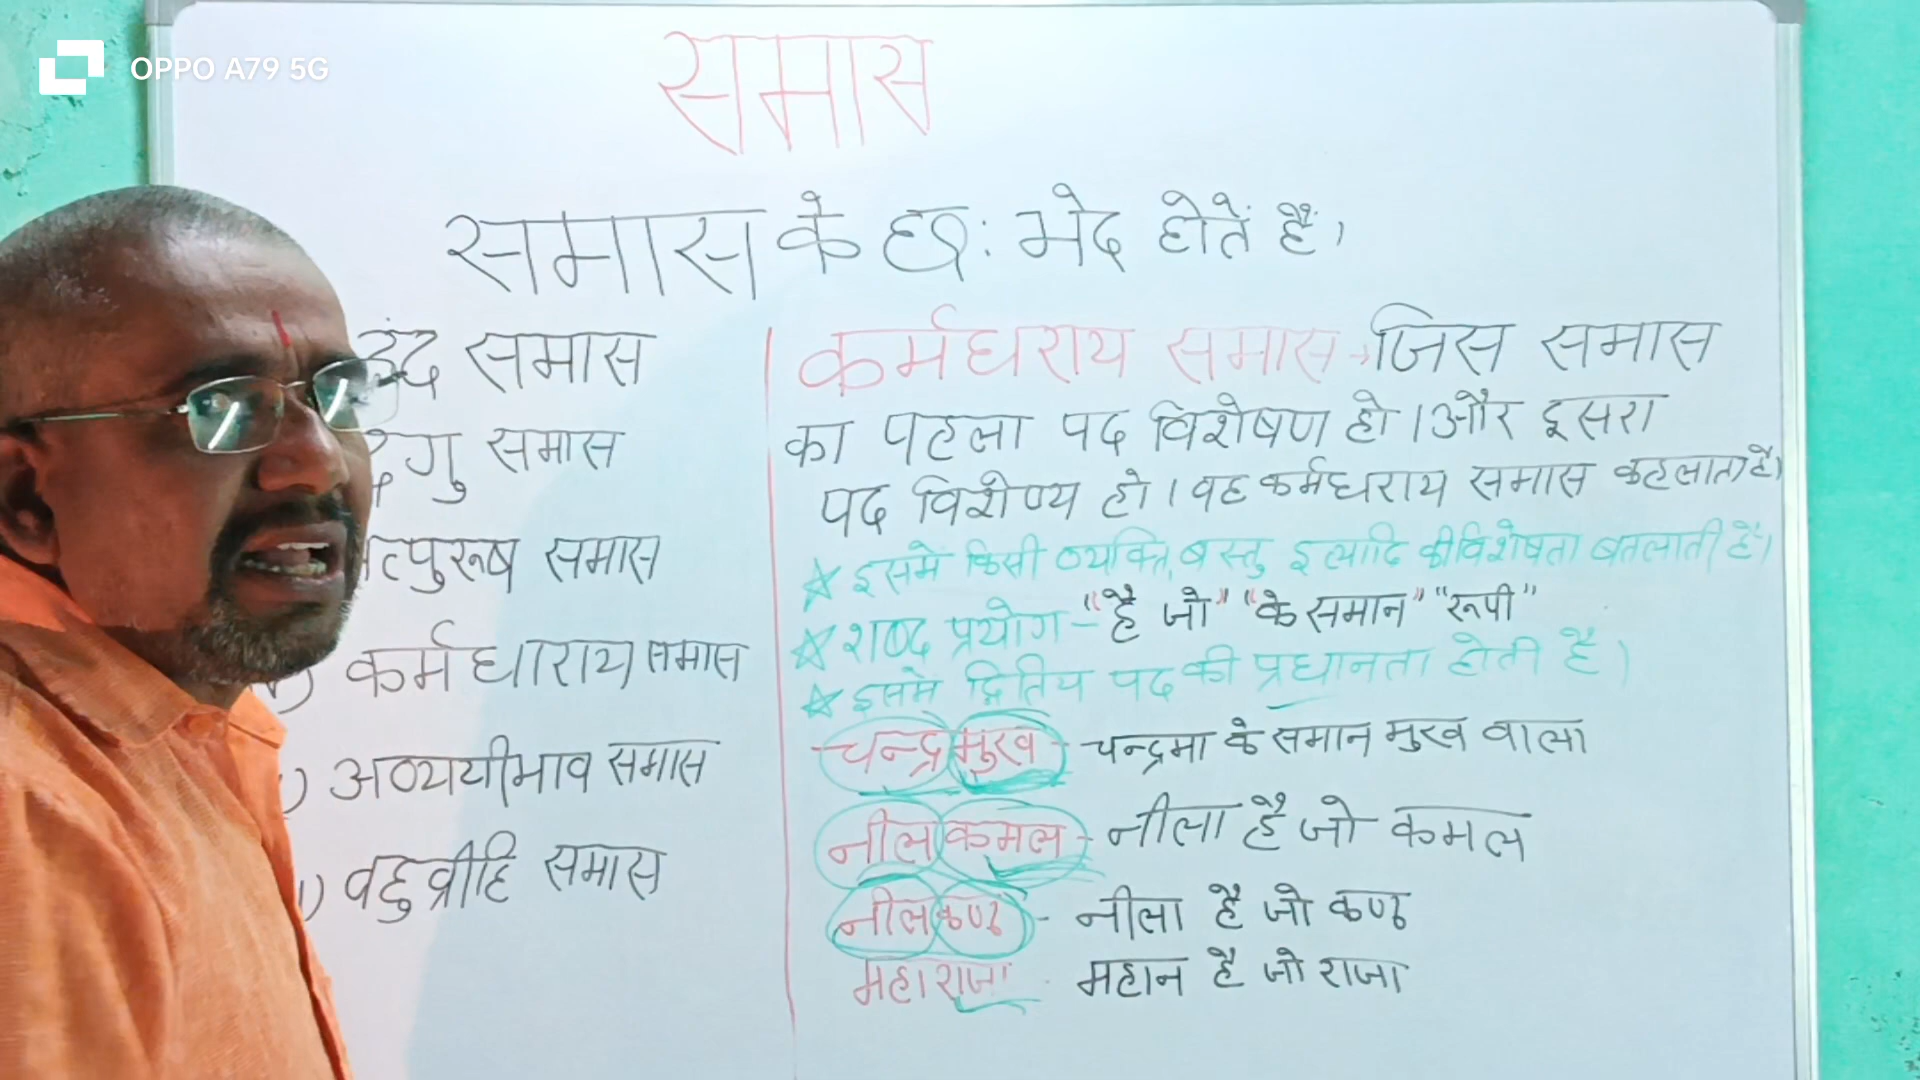 OPPO A79 5G
समास
समास के छ: भेद होतें हैं।
समास
समास
समास
कर्मधाराय समास
अव्ययीभाव समास
वहुव्रीहि समास
कर्मधराय समास → जिस समास
का पहला पद विशेषण हो। और दूसरा
पद विशेष्य हो। वह कर्मधराय समास कहलाता है।
☆ इसमे किसी व्यक्ति, वस्तु इत्यादि की विशेषता बतलाती हैं।
☆ शब्द प्रयोग - "है जो" "के समान" "रूपी"
☆ इसमे द्वितिय पद की प्रधानता होती है।
चन्द्रमुख - चन्द्रमा के समान मुख वाला
नीलकमल - नीला है जो कमल
नीलकण्ठ - नीला है जो कण्ठ
महाराजा - महान है जो राजा